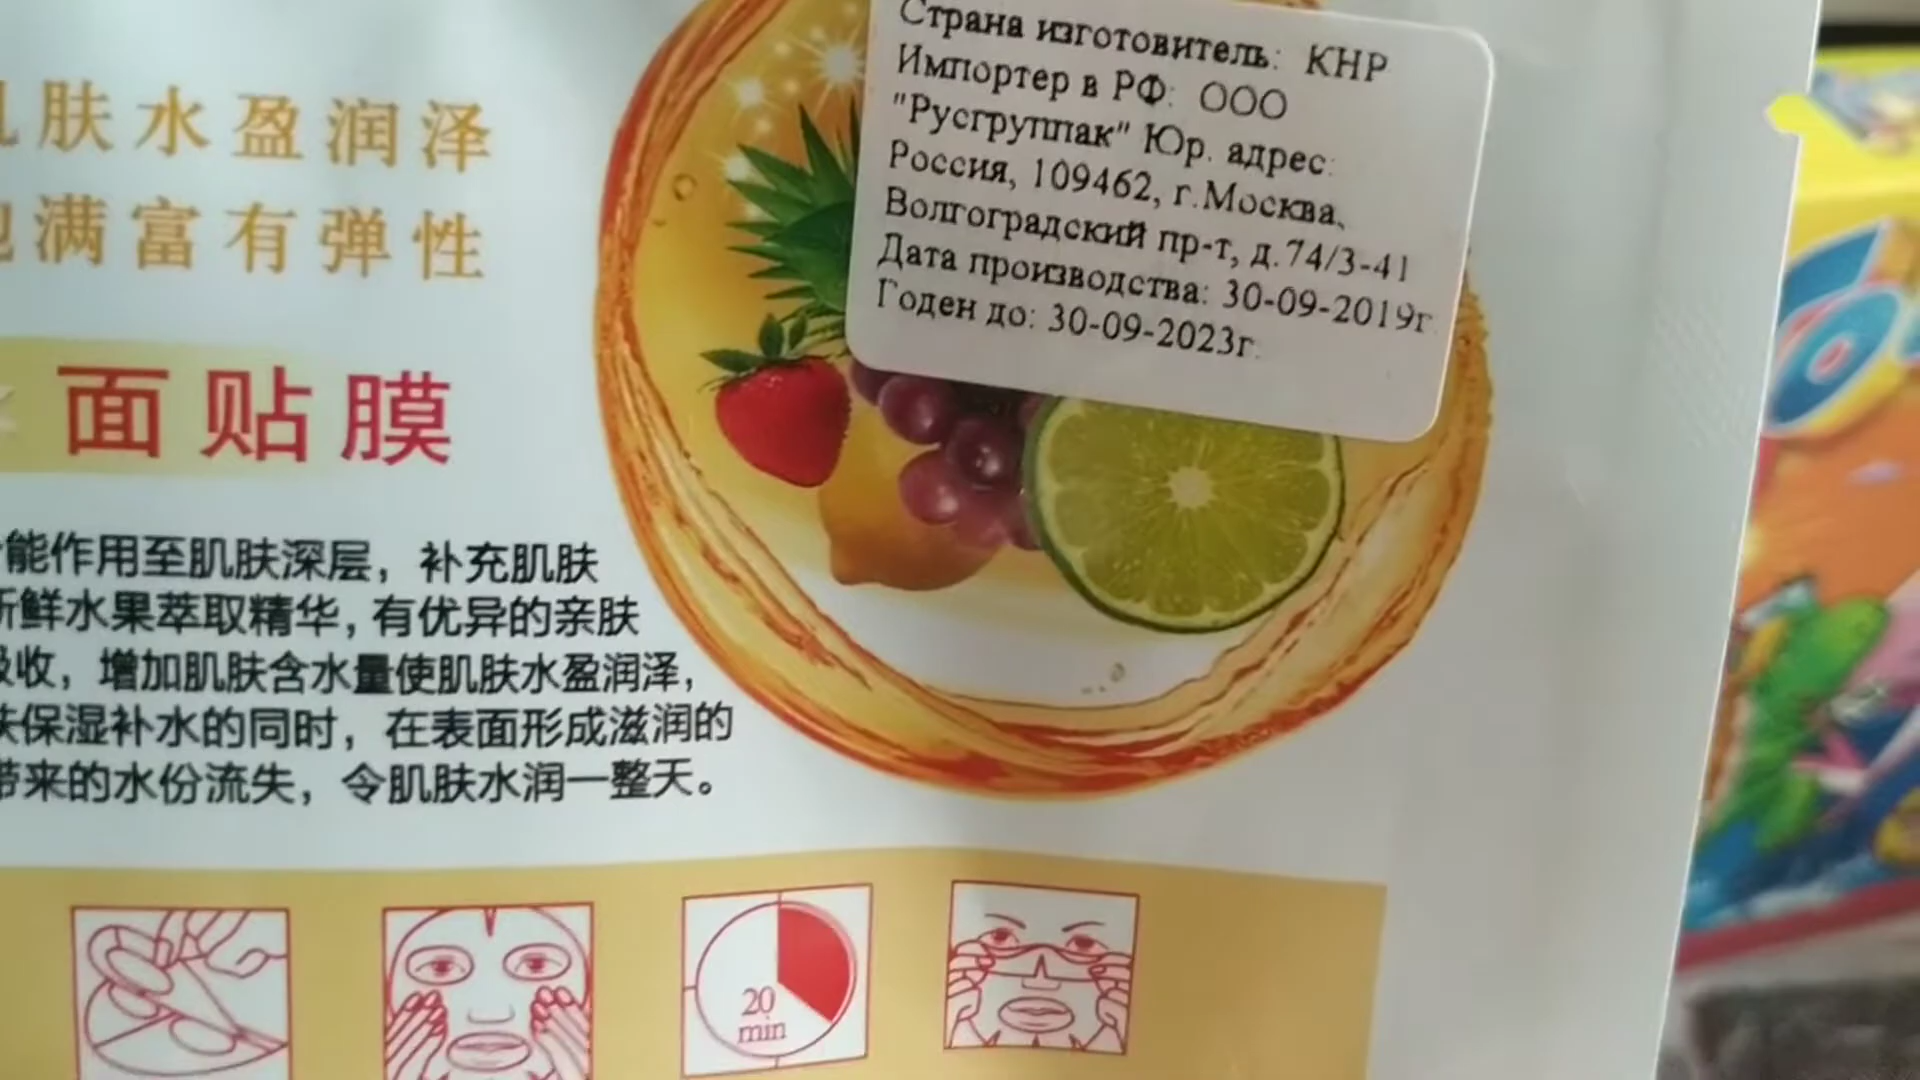 Страна изготовитель: КНР
Импортер в РФ: ООО
"Русгруппак" Юр. адрес:
Россия, 109462, г.Москва,
Волгоградский пр-т, д.74/3-41
Дата производства: 30-09-2019г.
Годен до: 30-09-2023г.
肌肤水盈润泽
饱满富有弹性
面贴膜
能作用至肌肤深层，补充肌肤
新鲜水果萃取精华，有优异的亲肤
吸收，增加肌肤含水量使肌肤水盈润泽，
肤保湿补水的同时，在表面形成滋润的
带来的水份流失，令肌肤水润一整天。
20
min